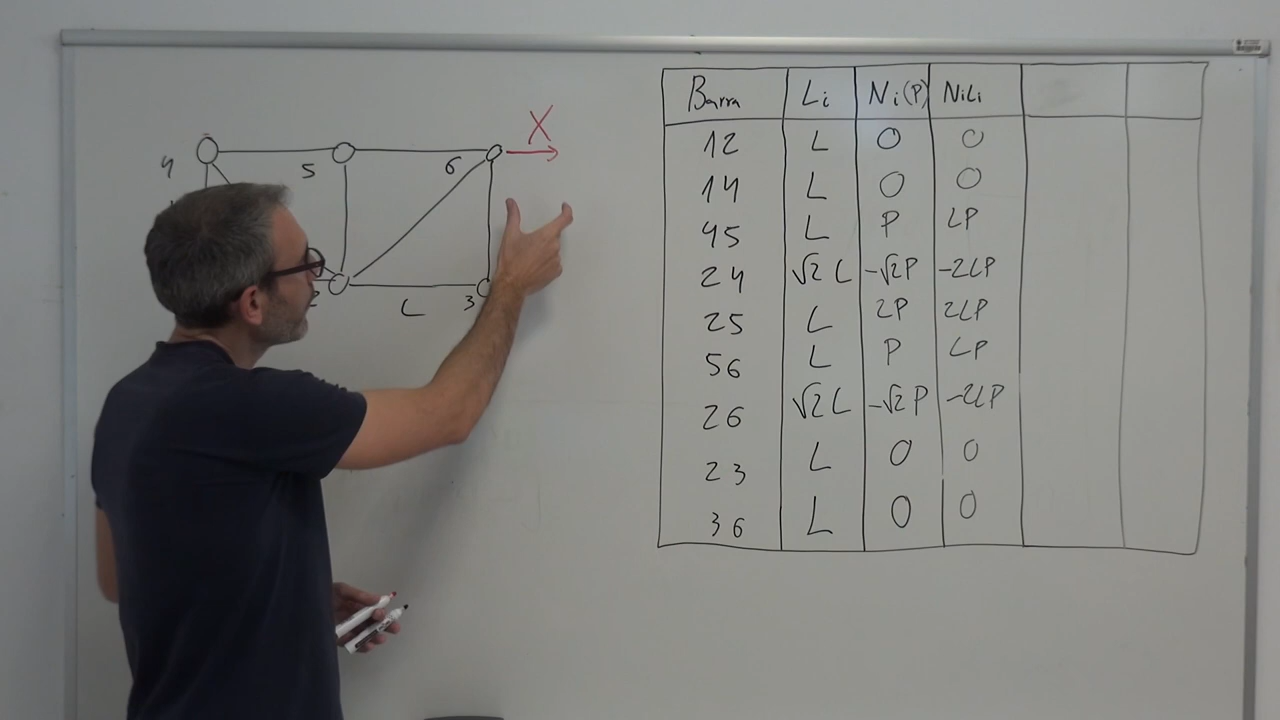 X
4
5
6
2
L
3
Barra Li Ni(P) NiLi
12 L 0 0
14 L 0 0
45 L P LP
24 √2 L -√2P -2LP
25 L 2P 2LP
56 L P LP
26 √2 L -√2 P -2LP
23 L 0 0
36 L 0 0